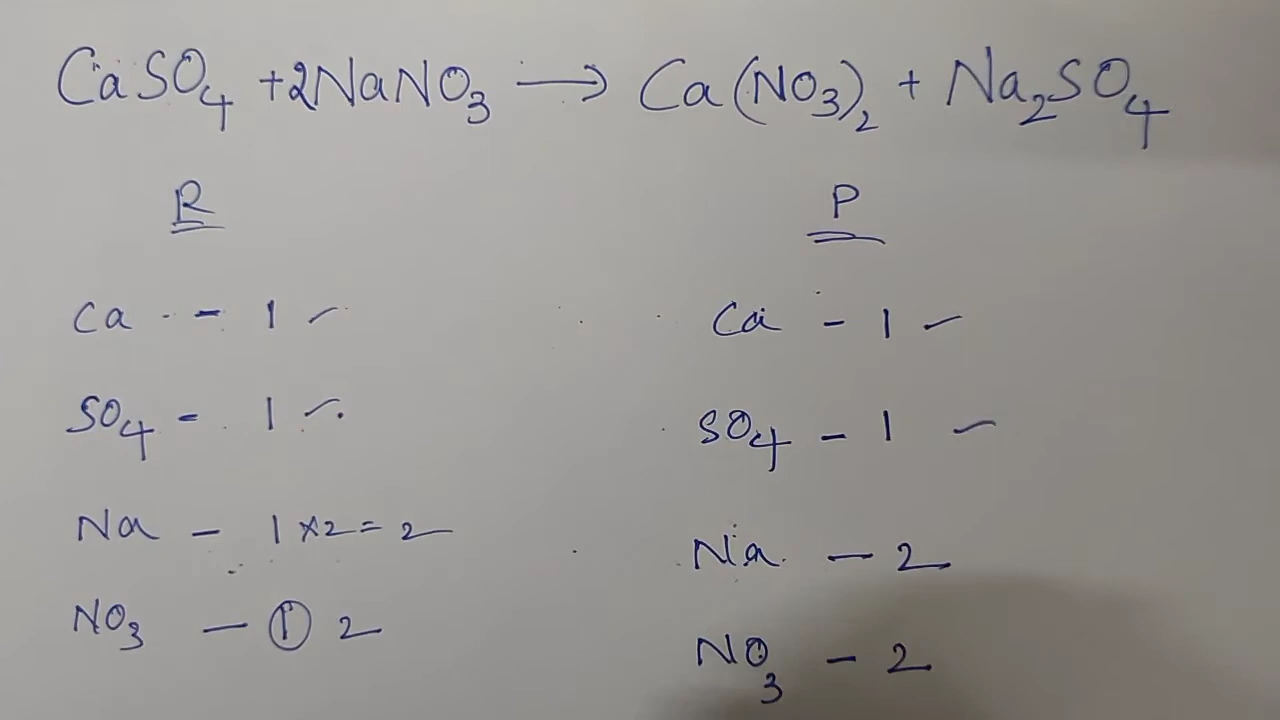 CaSO₄ + 2NaNO₃ → Ca(NO₃)₂ + Na₂SO₄
R P
Ca - 1 ✓ Ca - 1 ✓
SO₄ - 1 ✓ SO₄ - 1 ✓
Na - 1 × 2 = 2 Na - 2
NO₃ - ① 2 NO₃ - 2